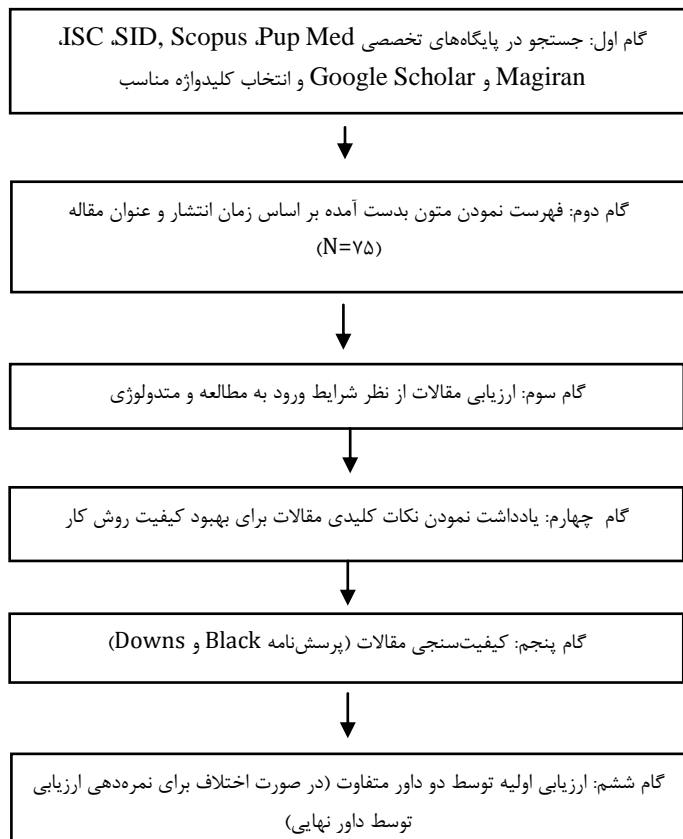 گام اول: جستجو در پایگاه‌های تخصصی ISC ،SID, Scopus ،Pup Med،
Magiran و Google Scholar و انتخاب کلیدواژه مناسب
گام دوم: فهرست نمودن متون بدست آمده بر اساس زمان انتشار و عنوان مقاله
(N=۷۵)
گام سوم: ارزیابی مقالات از نظر شرایط ورود به مطالعه و متدولوژی
گام چهارم: یادداشت نمودن نکات کلیدی مقالات برای بهبود کیفیت روش کار
گام پنجم: کیفیت‌سنجی مقالات (پرسش‌نامه Black و Downs)
گام ششم: ارزیابی اولیه توسط دو داور متفاوت (در صورت اختلاف برای نمره‌دهی ارزیابی
توسط داور نهایی)